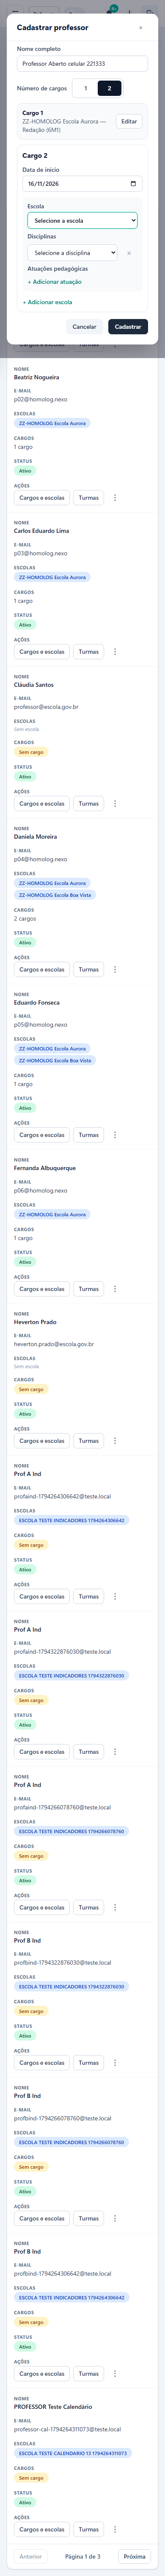 Cadastrar professor
×
Nome completo
Professor Aberto celular 221333
Número de cargos
1
2
Cargo 1
ZZ-HOMOLOG Escola Aurora —
Redação (6M1)
Editar
Cargo 2
Data de início
16/11/2026
Escola
Selecione a escola
Disciplinas
Selecione a disciplina
×
Atuações pedagógicas
+ Adicionar atuação
+ Adicionar escola
Cancelar
Cadastrar
NOME
Beatriz Nogueira
E-MAIL
p02@homolog.nexo
ESCOLAS
ZZ-HOMOLOG Escola Aurora
CARGOS
1 cargo
STATUS
Ativo
AÇÕES
Cargos e escolas
Turmas
NOME
Carlos Eduardo Lima
E-MAIL
p03@homolog.nexo
ESCOLAS
ZZ-HOMOLOG Escola Aurora
CARGOS
1 cargo
STATUS
Ativo
AÇÕES
Cargos e escolas
Turmas
NOME
Cláudia Santos
E-MAIL
professor@escola.gov.br
ESCOLAS
Sem escola
CARGOS
Sem cargo
STATUS
Ativo
AÇÕES
Cargos e escolas
Turmas
NOME
Daniela Moreira
E-MAIL
p04@homolog.nexo
ESCOLAS
ZZ-HOMOLOG Escola Aurora
ZZ-HOMOLOG Escola Boa Vista
CARGOS
2 cargos
STATUS
Ativo
AÇÕES
Cargos e escolas
Turmas
NOME
Eduardo Fonseca
E-MAIL
p05@homolog.nexo
ESCOLAS
ZZ-HOMOLOG Escola Aurora
ZZ-HOMOLOG Escola Boa Vista
CARGOS
1 cargo
STATUS
Ativo
AÇÕES
Cargos e escolas
Turmas
NOME
Fernanda Albuquerque
E-MAIL
p06@homolog.nexo
ESCOLAS
ZZ-HOMOLOG Escola Aurora
CARGOS
1 cargo
STATUS
Ativo
AÇÕES
Cargos e escolas
Turmas
NOME
Heverton Prado
E-MAIL
heverton.prado@escola.gov.br
ESCOLAS
Sem escola
CARGOS
Sem cargo
STATUS
Ativo
AÇÕES
Cargos e escolas
Turmas
NOME
Prof A Ind
E-MAIL
profaind-1794264306642@teste.local
ESCOLAS
ESCOLA TESTE INDICADORES 1794264306642
CARGOS
Sem cargo
STATUS
Ativo
AÇÕES
Cargos e escolas
Turmas
NOME
Prof A Ind
E-MAIL
profaind-1794322876030@teste.local
ESCOLAS
ESCOLA TESTE INDICADORES 1794322876030
CARGOS
Sem cargo
STATUS
Ativo
AÇÕES
Cargos e escolas
Turmas
NOME
Prof A Ind
E-MAIL
profaind-1794266078760@teste.local
ESCOLAS
ESCOLA TESTE INDICADORES 1794266078760
CARGOS
Sem cargo
STATUS
Ativo
AÇÕES
Cargos e escolas
Turmas
NOME
Prof B Ind
E-MAIL
profbind-1794322876030@teste.local
ESCOLAS
ESCOLA TESTE INDICADORES 1794322876030
CARGOS
Sem cargo
STATUS
Ativo
AÇÕES
Cargos e escolas
Turmas
NOME
Prof B Ind
E-MAIL
profbind-1794266078760@teste.local
ESCOLAS
ESCOLA TESTE INDICADORES 1794266078760
CARGOS
Sem cargo
STATUS
Ativo
AÇÕES
Cargos e escolas
Turmas
NOME
Prof B Ind
E-MAIL
profbind-1794264306642@teste.local
ESCOLAS
ESCOLA TESTE INDICADORES 1794264306642
CARGOS
Sem cargo
STATUS
Ativo
AÇÕES
Cargos e escolas
Turmas
NOME
PROFESSOR Teste Calendário
E-MAIL
professor-cal-1794264311073@teste.local
ESCOLAS
ESCOLA TESTE CALENDARIO 13 1794264311073
CARGOS
Sem cargo
STATUS
Ativo
AÇÕES
Cargos e escolas
Turmas
Anterior
Página 1 de 3
Próxima